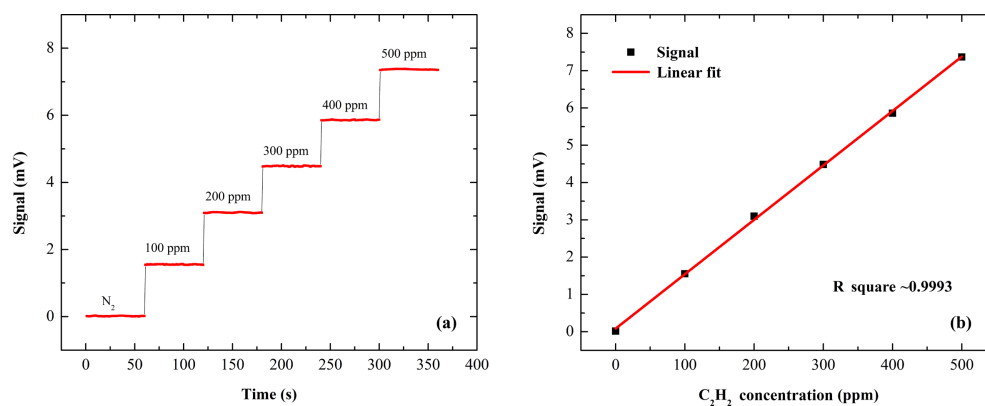 8
6
4
2
0
Signal (mV)
500 ppm
400 ppm
300 ppm
200 ppm
100 ppm
N₂
(a)
0 50 100 150 200 250 300 350 400
Time (s)
8
7
6
5
4
3
2
1
0
Signal (mV)
Signal
Linear fit
R square ~0.9993
(b)
0 100 200 300 400 500
C₂H₂ concentration (ppm)